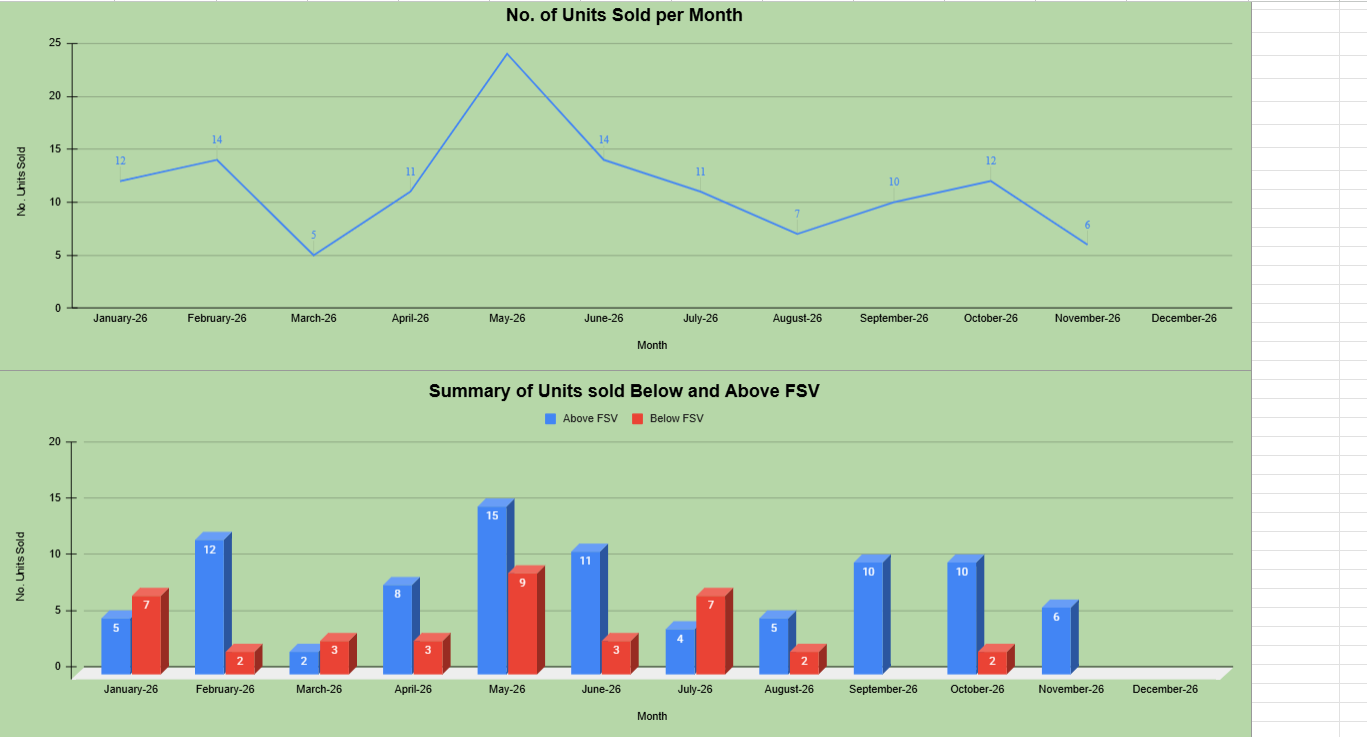 No. of Units Sold per Month
25
20
15
10
5
0
No. Units Sold
12
14
5
11
14
11
7
10
12
6
January-26 February-26 March-26 April-26 May-26 June-26 July-26 August-26 September-26 October-26 November-26 December-26
Month
Summary of Units sold Below and Above FSV
Above FSV Below FSV
20
15
10
5
0
No. Units Sold
5 7 12 2 2 3 8 3 15 9 11 3 4 7 5 2 10 10 2 6
January-26 February-26 March-26 April-26 May-26 June-26 July-26 August-26 September-26 October-26 November-26 December-26
Month